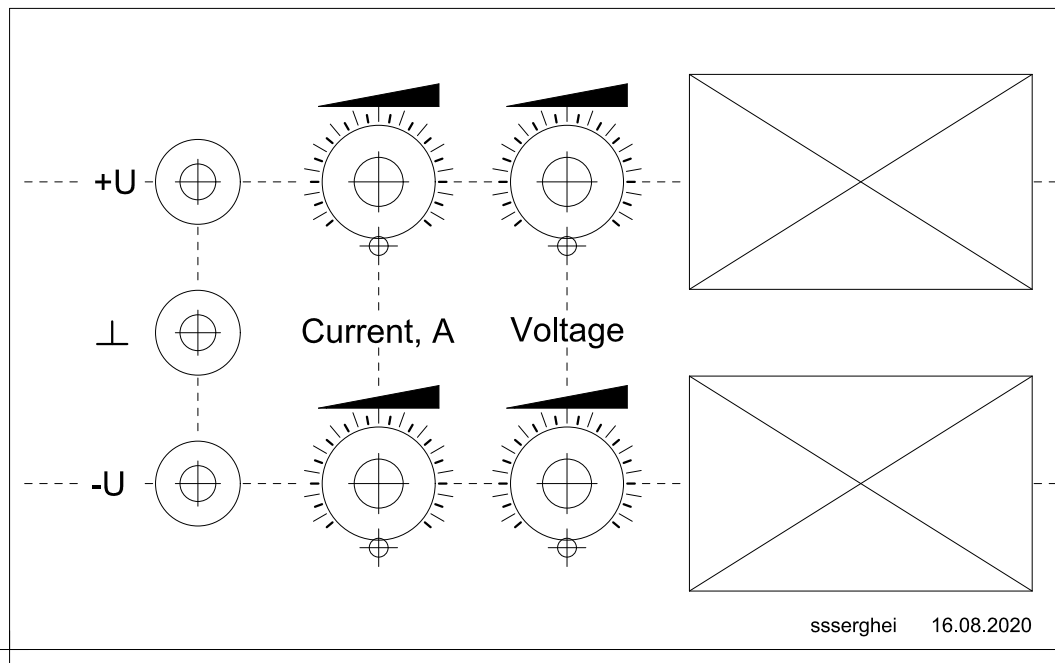 +U
⊥
Current, A
Voltage
-U
ssserghei 16.08.2020